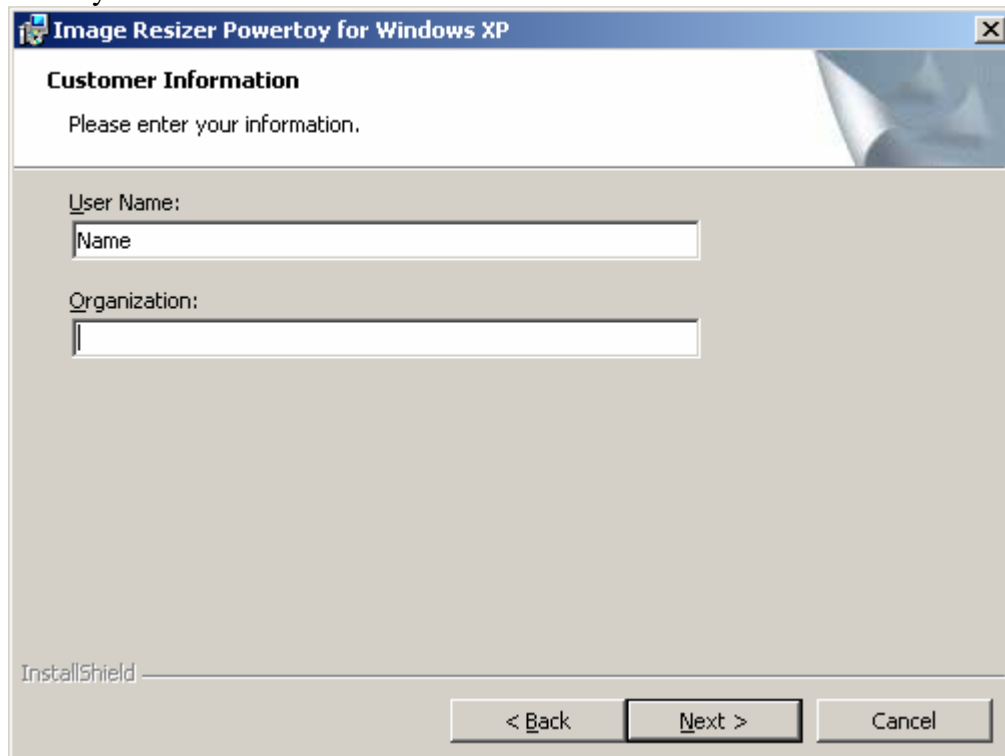 Image Resizer Powertoy for Windows XP
Customer Information
Please enter your information.
User Name:
Name
Organization:
InstallShield
< Back Next > Cancel